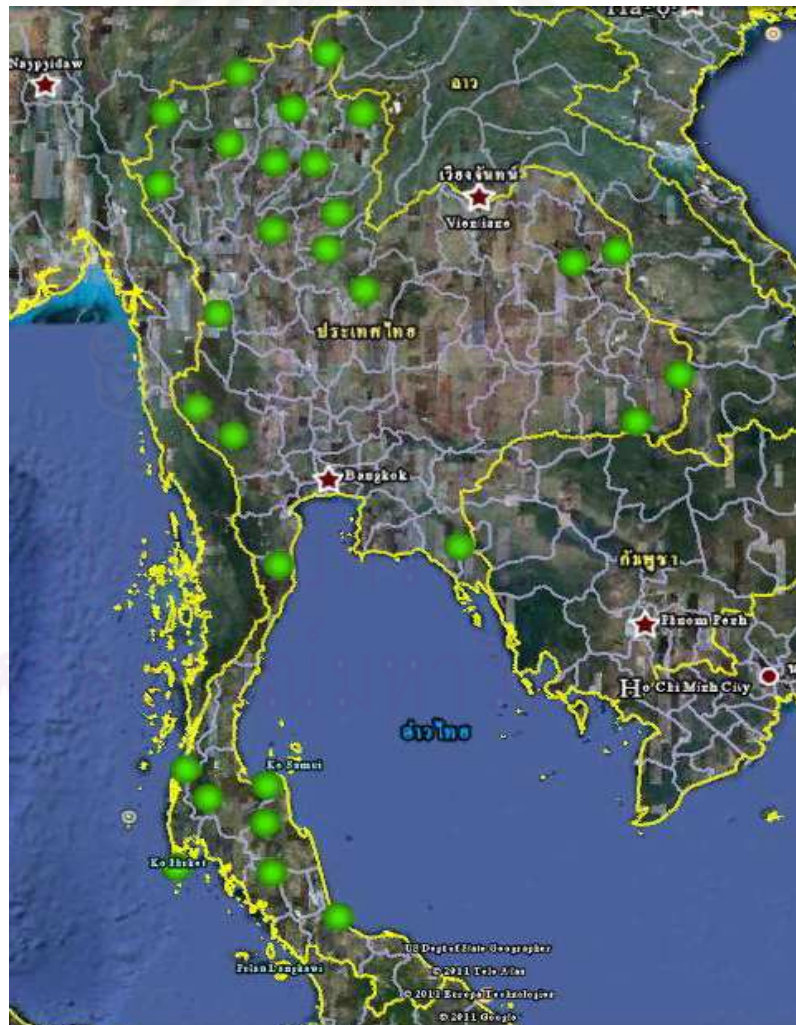 Naypyidaw
ลาว
เวียงจันทน์
Vientiane
ประเทศไทย
Bangkok
กัมพูชา
Phnom Penh
Ho Chi Minh City
อ่าวไทย
Ko Samui
Ko Phuket
Pulau Langkawi
US Dept of State Geographer
© 2011 Tele Atlas
© 2011 Europa Technologies
© 2011 Google